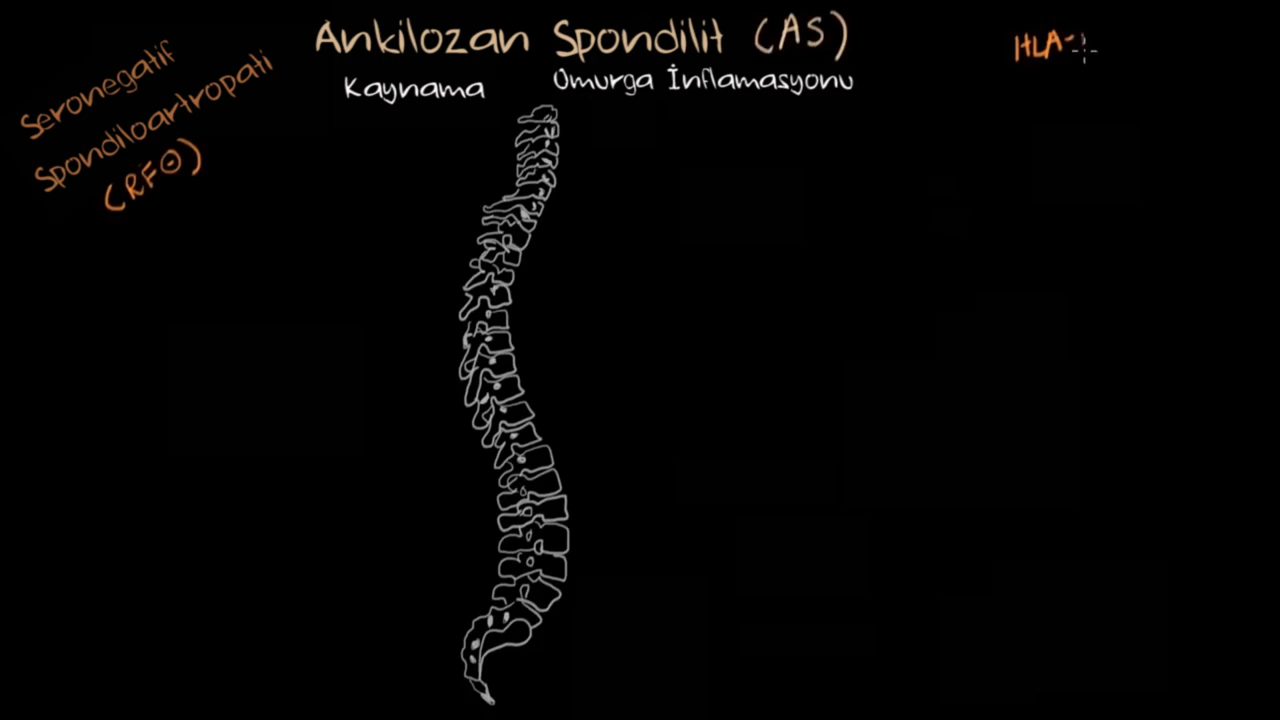 Ankilozan Spondilit (AS)
Kaynama Omurga İnflamasyonu
Seronegatif
Spondiloartropati
(RF⊖)
HLA-